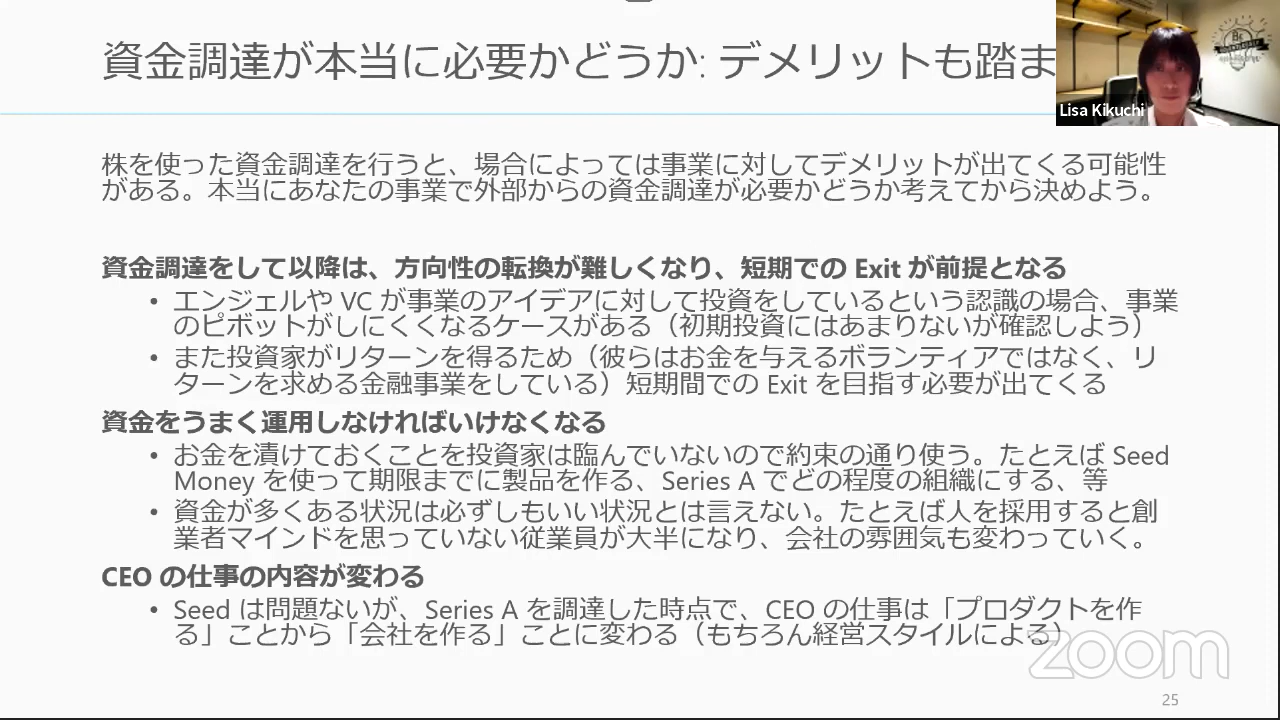 資金調達が本当に必要かどうか: デメリットも踏ま
Lisa Kikuchi
株を使った資金調達を行うと、場合によっては事業に対してデメリットが出てくる可能性
がある。本当にあなたの事業で外部からの資金調達が必要かどうか考えてから決めよう。
資金調達をして以降は、方向性の転換が難しくなり、短期での Exit が前提となる
• エンジェルや VC が事業のアイデアに対して投資をしているという認識の場合、事業
のピボットがしにくくなるケースがある（初期投資にはあまりないが確認しよう）
• また投資家がリターンを得るため（彼らはお金を与えるボランティアではなく、リ
ターンを求める金融事業をしている）短期間での Exit を目指す必要が出てくる
資金をうまく運用しなければいけなくなる
• お金を漬けておくことを投資家は臨んでいないので約束の通り使う。たとえば Seed
Money を使って期限までに製品を作る、Series A でどの程度の組織にする、等
• 資金が多くある状況は必ずしもいい状況とは言えない。たとえば人を採用すると創
業者マインドを思っていない従業員が大半になり、会社の雰囲気も変わっていく。
CEO の仕事の内容が変わる
• Seed は問題ないが、Series A を調達した時点で、CEO の仕事は「プロダクトを作
る」ことから「会社を作る」ことに変わる（もちろん経営スタイルによる）
zoom
25